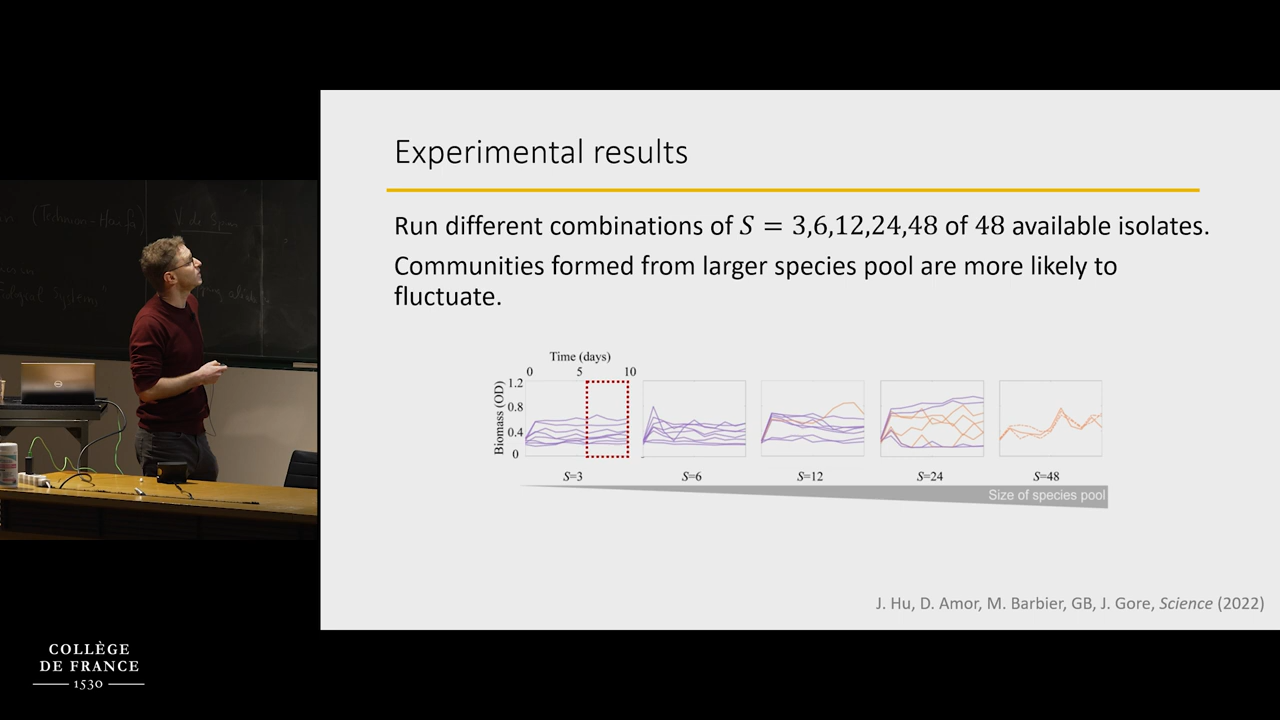 Experimental results
Run different combinations of S = 3,6,12,24,48 of 48 available isolates.
Communities formed from larger species pool are more likely to
fluctuate.
Time (days)
0 5 10
Biomass (OD)
1.2
0.8
0.4
0
S=3 S=6 S=12 S=24 S=48
Size of species pool
J. Hu, D. Amor, M. Barbier, GB, J. Gore, Science (2022)
(Technion-Haifa)
COLLÈGE
DE FRANCE
1530